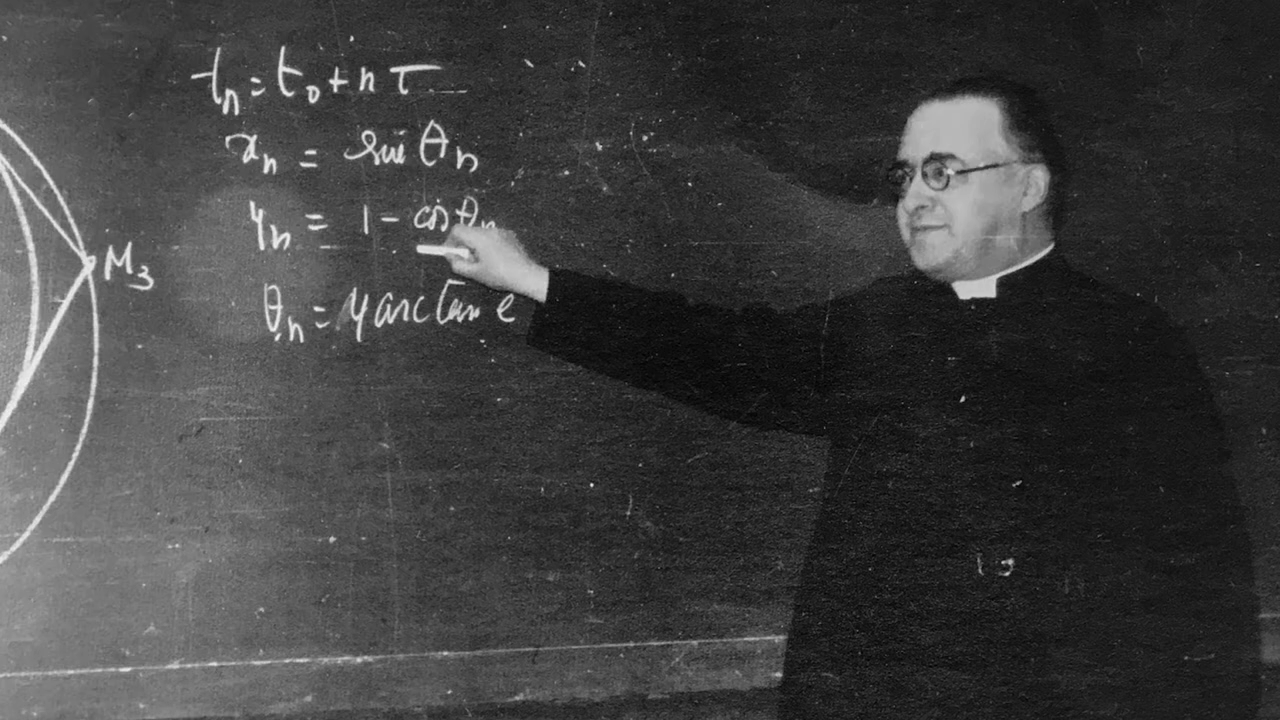 tₙ = t₀ + n τ
M₃
xₙ = sin θₙ
yₙ = 1 - cos θₙ
θₙ = 4 arctan e